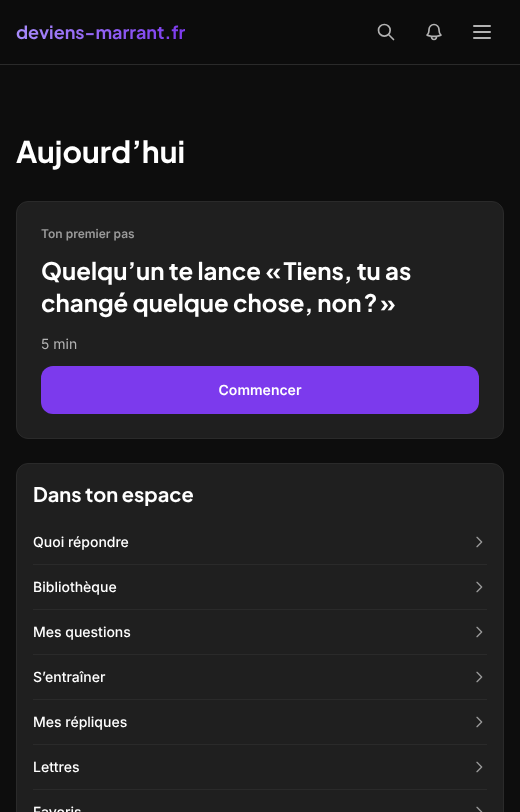 deviens-marrant.fr
Aujourd’hui
Ton premier pas
Quelqu’un te lance « Tiens, tu as
changé quelque chose, non ? »
5 min
Commencer
Dans ton espace
Quoi répondre
Bibliothèque
Mes questions
S’entraîner
Mes répliques
Lettres
Favoris